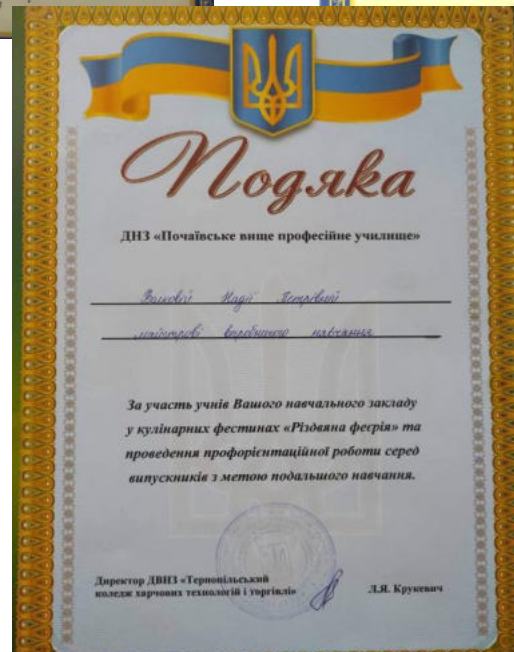 Подяка
ДНЗ «Почаївське вище професійне училище»
Надії Петрівні
майстрові виробничого навчання
За участь учнів Вашого навчального закладу
у кулінарних фестинах «Різдвяна феєрія» та
проведення профорієнтаційної роботи серед
випускників з метою подальшого навчання.
Директор ДВНЗ «Тернопільський
коледж харчових технологій і торгівлі»
Л.Я. Крукевич